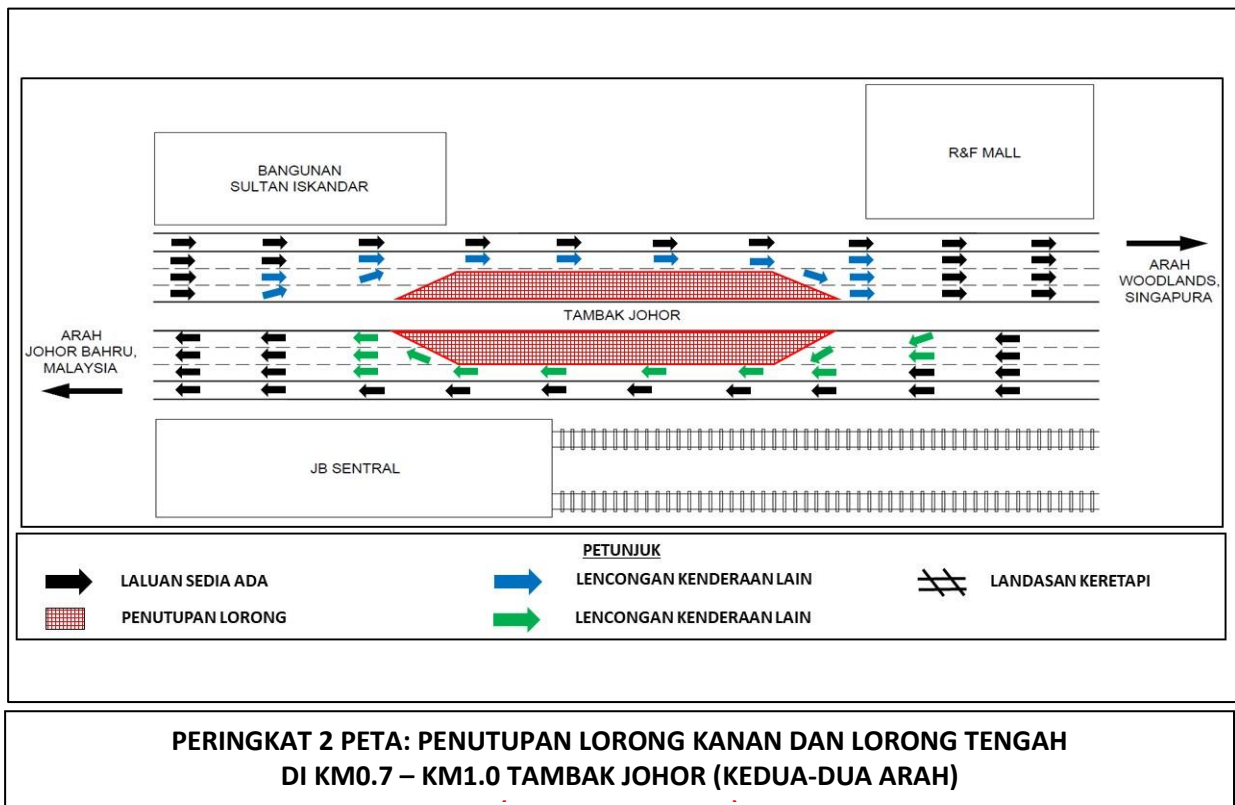 BANGUNAN
SULTAN ISKANDAR
R&F MALL
ARAH
WOODLANDS,
SINGAPURA
TAMBAK JOHOR
ARAH
JOHOR BAHRU,
MALAYSIA
JB SENTRAL
PETUNJUK
LALUAN SEDIA ADA
LENCONGAN KENDERAAN LAIN
LANDASAN KERETAPI
PENUTUPAN LORONG
LENCONGAN KENDERAAN LAIN
PERINGKAT 2 PETA: PENUTUPAN LORONG KANAN DAN LORONG TENGAH
DI KM0.7 – KM1.0 TAMBAK JOHOR (KEDUA-DUA ARAH)